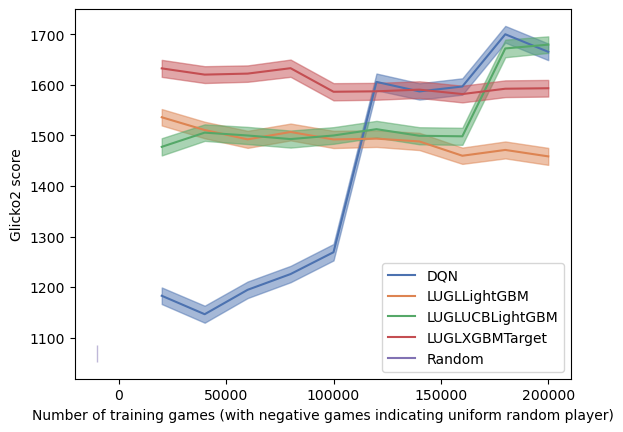 1700
1600
1500
1400
1300
1200
1100
Glicko2 score
DQN
LUGLLightGBM
LUGLUCBLightGBM
LUGLXGBMTarget
Random
0
50000
100000
150000
200000
Number of training games (with negative games indicating uniform random player)